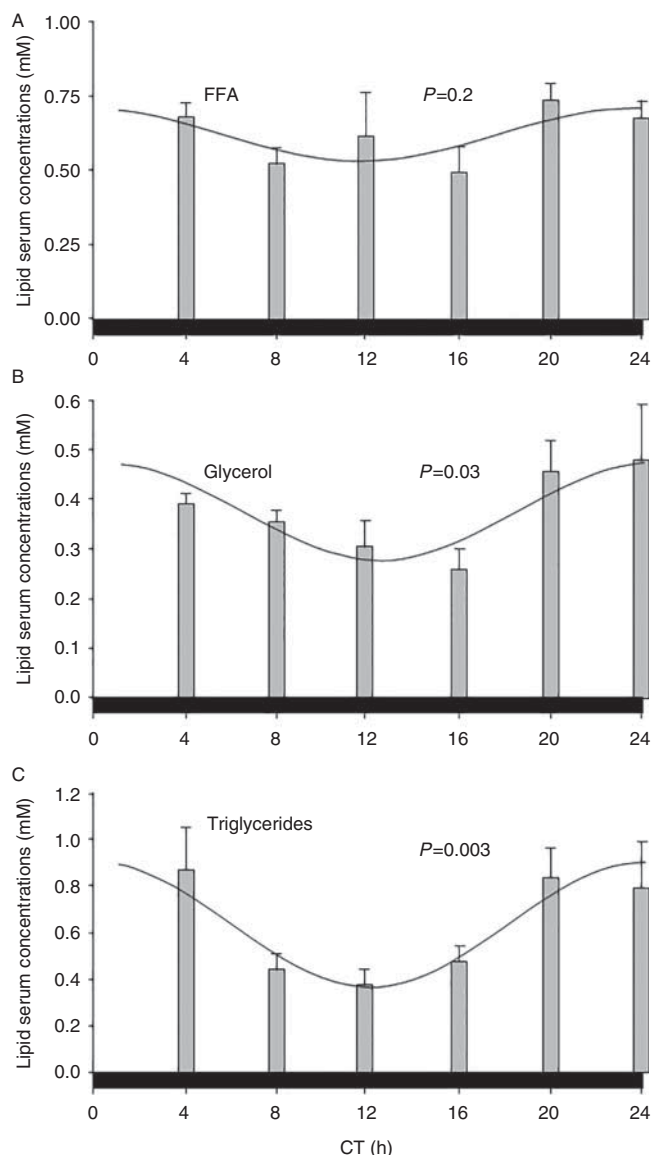 A
Lipid serum concentrations (mM)
1.00
0.75
0.50
0.25
0.00
FFA P=0.2
0 4 8 12 16 20 24
B
Lipid serum concentrations (mM)
0.6
0.5
0.4
0.3
0.2
0.1
0.0
Glycerol P=0.03
0 4 8 12 16 20 24
C
Lipid serum concentrations (mM)
1.2
1.0
0.8
0.6
0.4
0.2
0.0
Triglycerides P=0.003
0 4 8 12 16 20 24
CT (h)